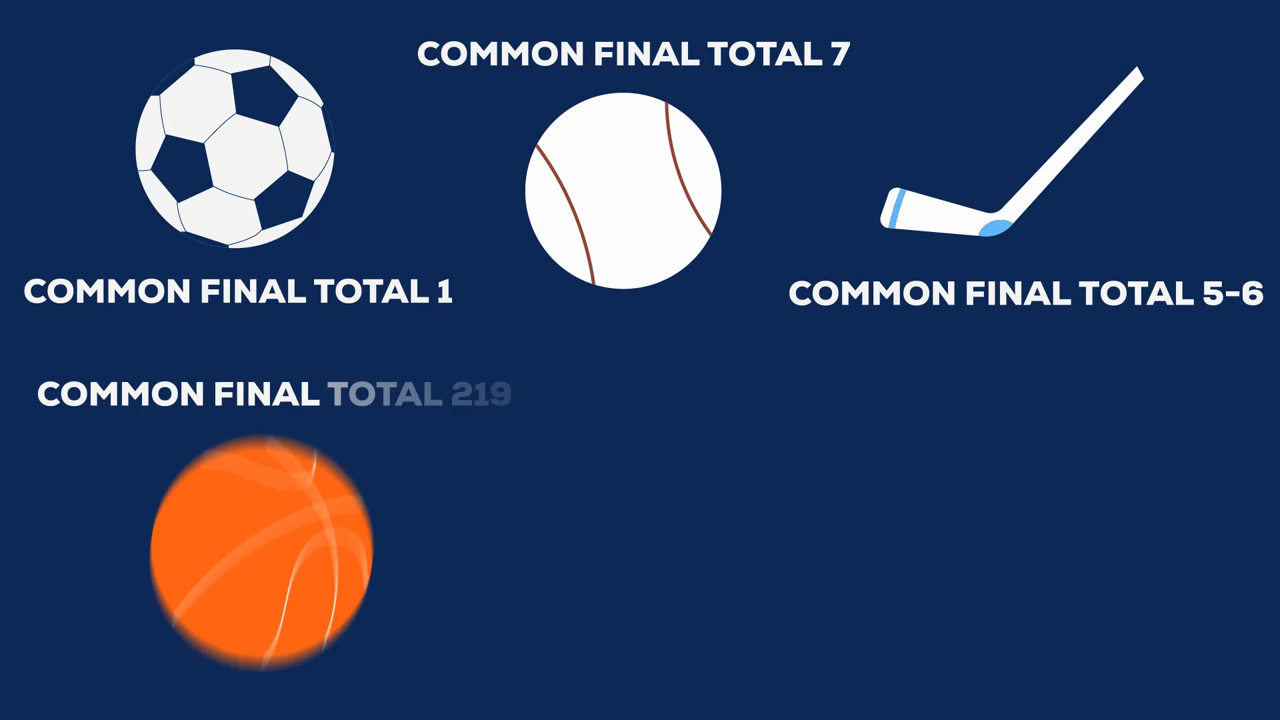 COMMON FINAL TOTAL 7
COMMON FINAL TOTAL 1
COMMON FINAL TOTAL 5-6
COMMON FINAL TOTAL 219